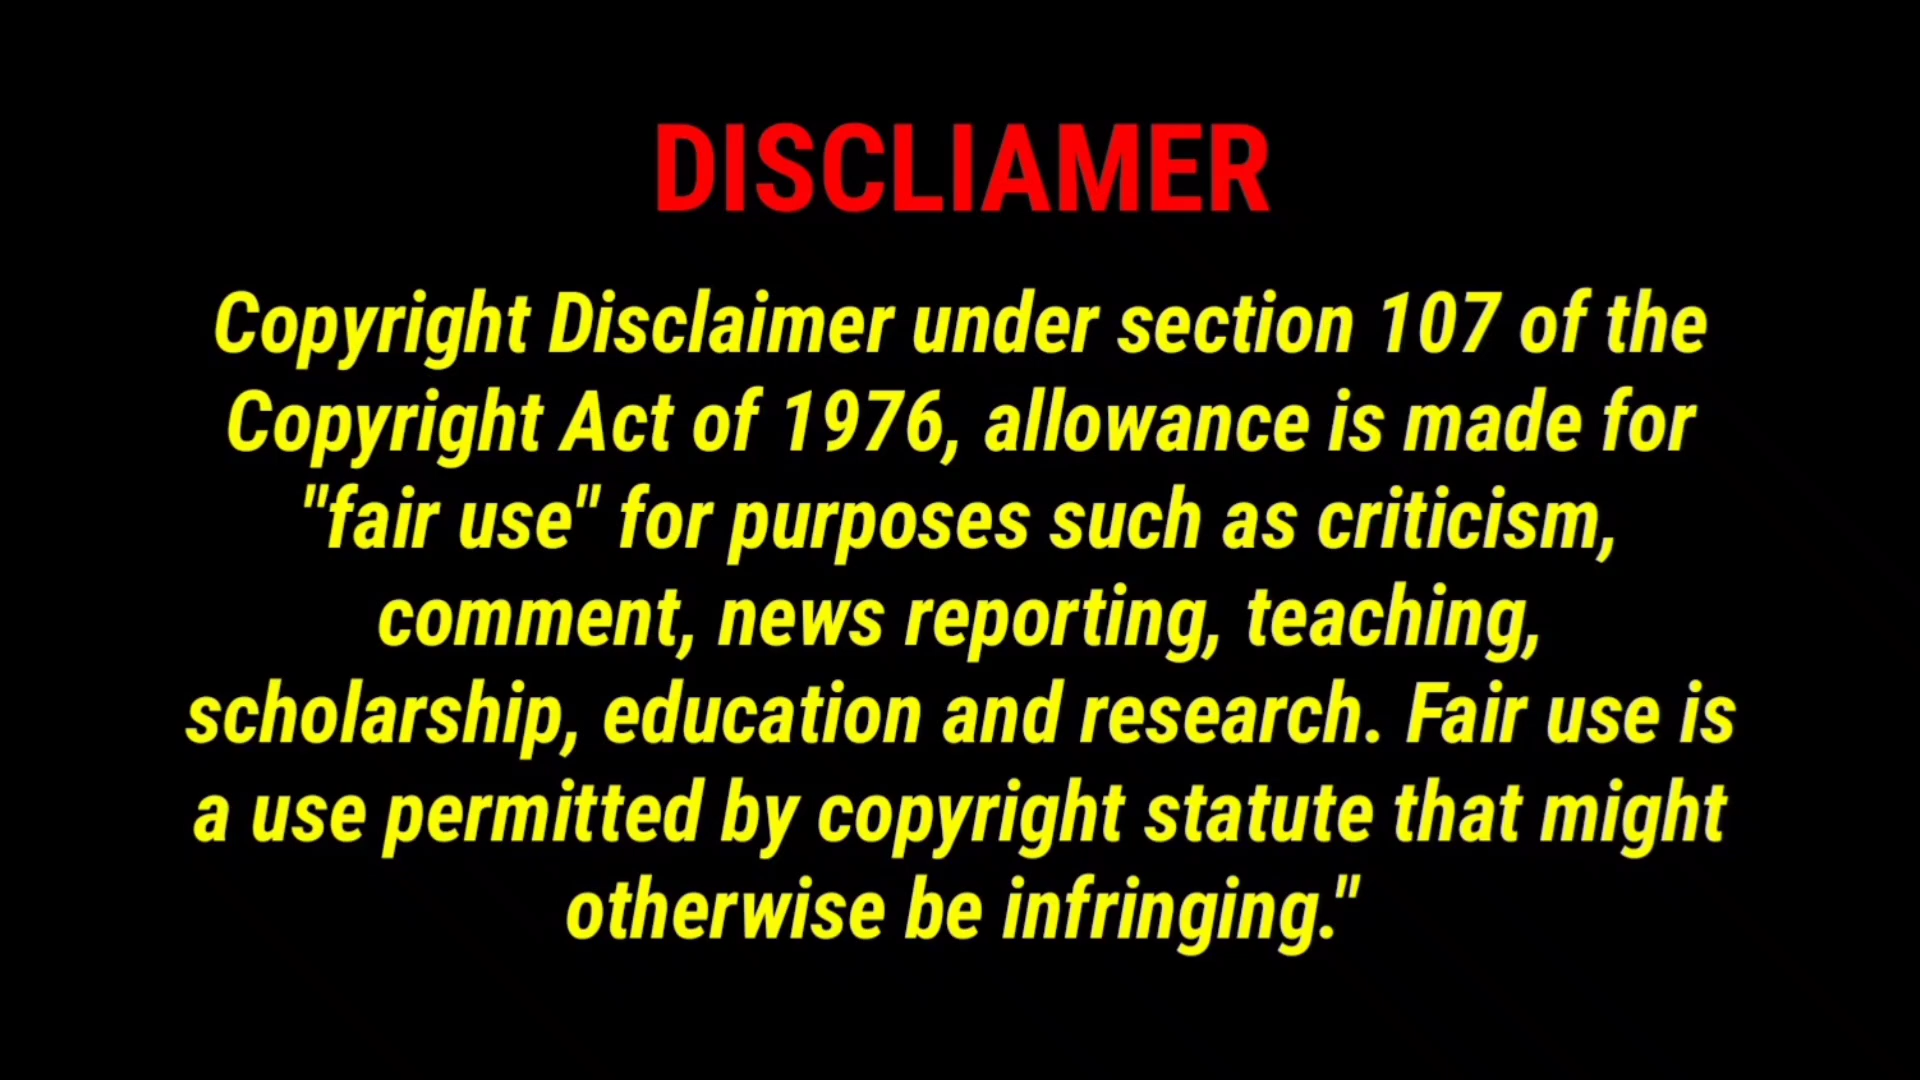 DISCLIAMER
Copyright Disclaimer under section 107 of the
Copyright Act of 1976, allowance is made for
"fair use" for purposes such as criticism,
comment, news reporting, teaching,
scholarship, education and research. Fair use is
a use permitted by copyright statute that might
otherwise be infringing."